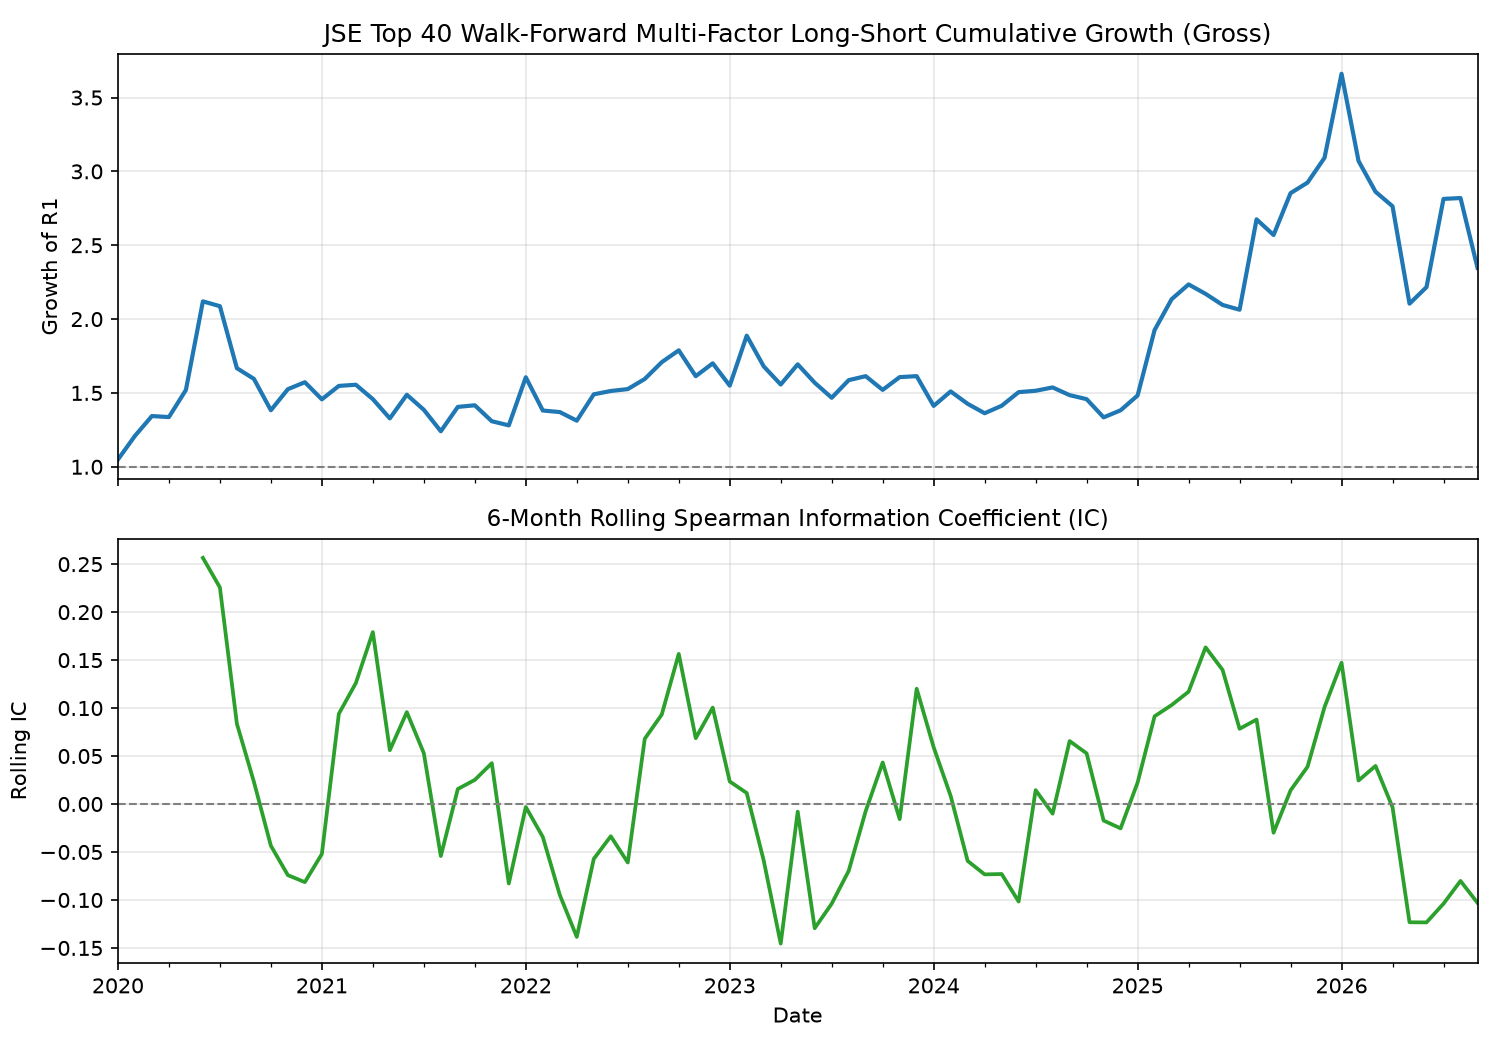 JSE Top 40 Walk-Forward Multi-Factor Long-Short Cumulative Growth (Gross)
3.5
3.0
2.5
2.0
1.5
1.0
Growth of R1
6-Month Rolling Spearman Information Coefficient (IC)
0.25
0.20
0.15
0.10
0.05
0.00
−0.05
−0.10
−0.15
Rolling IC
2020 2021 2022 2023 2024 2025 2026
Date